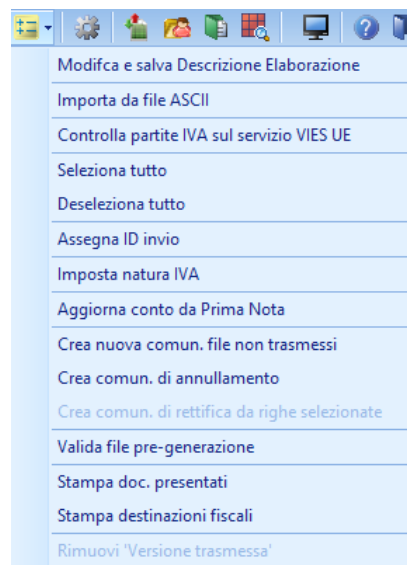 Modifca e salva Descrizione Elaborazione
Importa da file ASCII
Controlla partite IVA sul servizio VIES UE
Seleziona tutto
Deseleziona tutto
Assegna ID invio
Imposta natura IVA
Aggiorna conto da Prima Nota
Crea nuova comun. file non trasmessi
Crea comun. di annullamento
Crea comun. di rettifica da righe selezionate
Valida file pre-generazione
Stampa doc. presentati
Stampa destinazioni fiscali
Rimuovi 'Versione trasmessa'